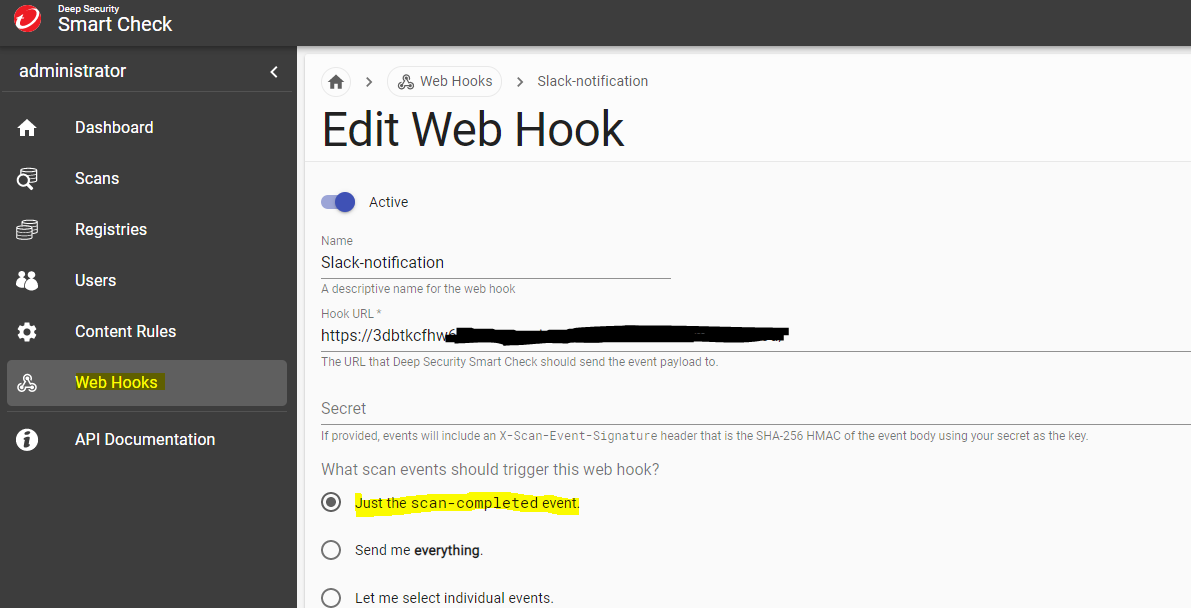 Deep Security
Smart Check
administrator
Dashboard
Scans
Registries
Users
Content Rules
Web Hooks
API Documentation
Web Hooks
Slack-notification
Edit Web Hook
Active
Name
Slack-notification
A descriptive name for the web hook
Hook URL *
https://3dbtkcfhw
The URL that Deep Security Smart Check should send the event payload to.
Secret
If provided, events will include an X-Scan-Event-Signature header that is the SHA-256 HMAC of the event body using your secret as the key.
What scan events should trigger this web hook?
Just the scan-completed event.
Send me everything.
Let me select individual events.